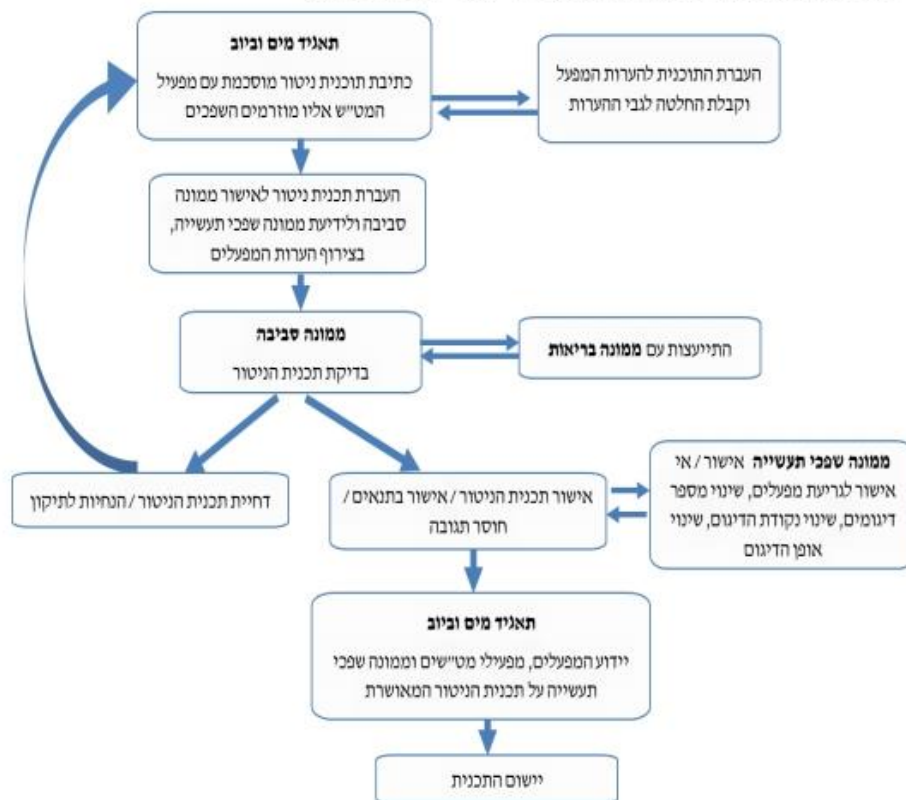 תאגיד מים וביוב
כתיבת תוכנית ניטור מוסכמת עם מפעיל
המט״ש אליו מוזרמים השפכים
העברת התוכנית להערות המפעל
וקבלת החלטה לגבי ההערות
העברת תכנית ניטור לאישור ממונה
סביבה ולידיעת ממונה שפכי תעשייה,
בצירוף הערות המפעלים
ממונה סביבה
בדיקת תכנית הניטור
התייעצות עם ממונה בריאות
ממונה שפכי תעשייה אישור / אי
אישור לגריעת מפעלים, שינוי מספר
דיגומים, שינוי נקודת הדיגום, שינוי
אופן הדיגום
אישור תכנית הניטור / אישור בתנאים /
חוסר תגובה
דחיית תכנית הניטור / הנחיות לתיקון
תאגיד מים וביוב
יידוע המפעלים, מפעילי מט״שים וממונה שפכי
תעשייה על תכנית הניטור המאושרת
יישום התכנית